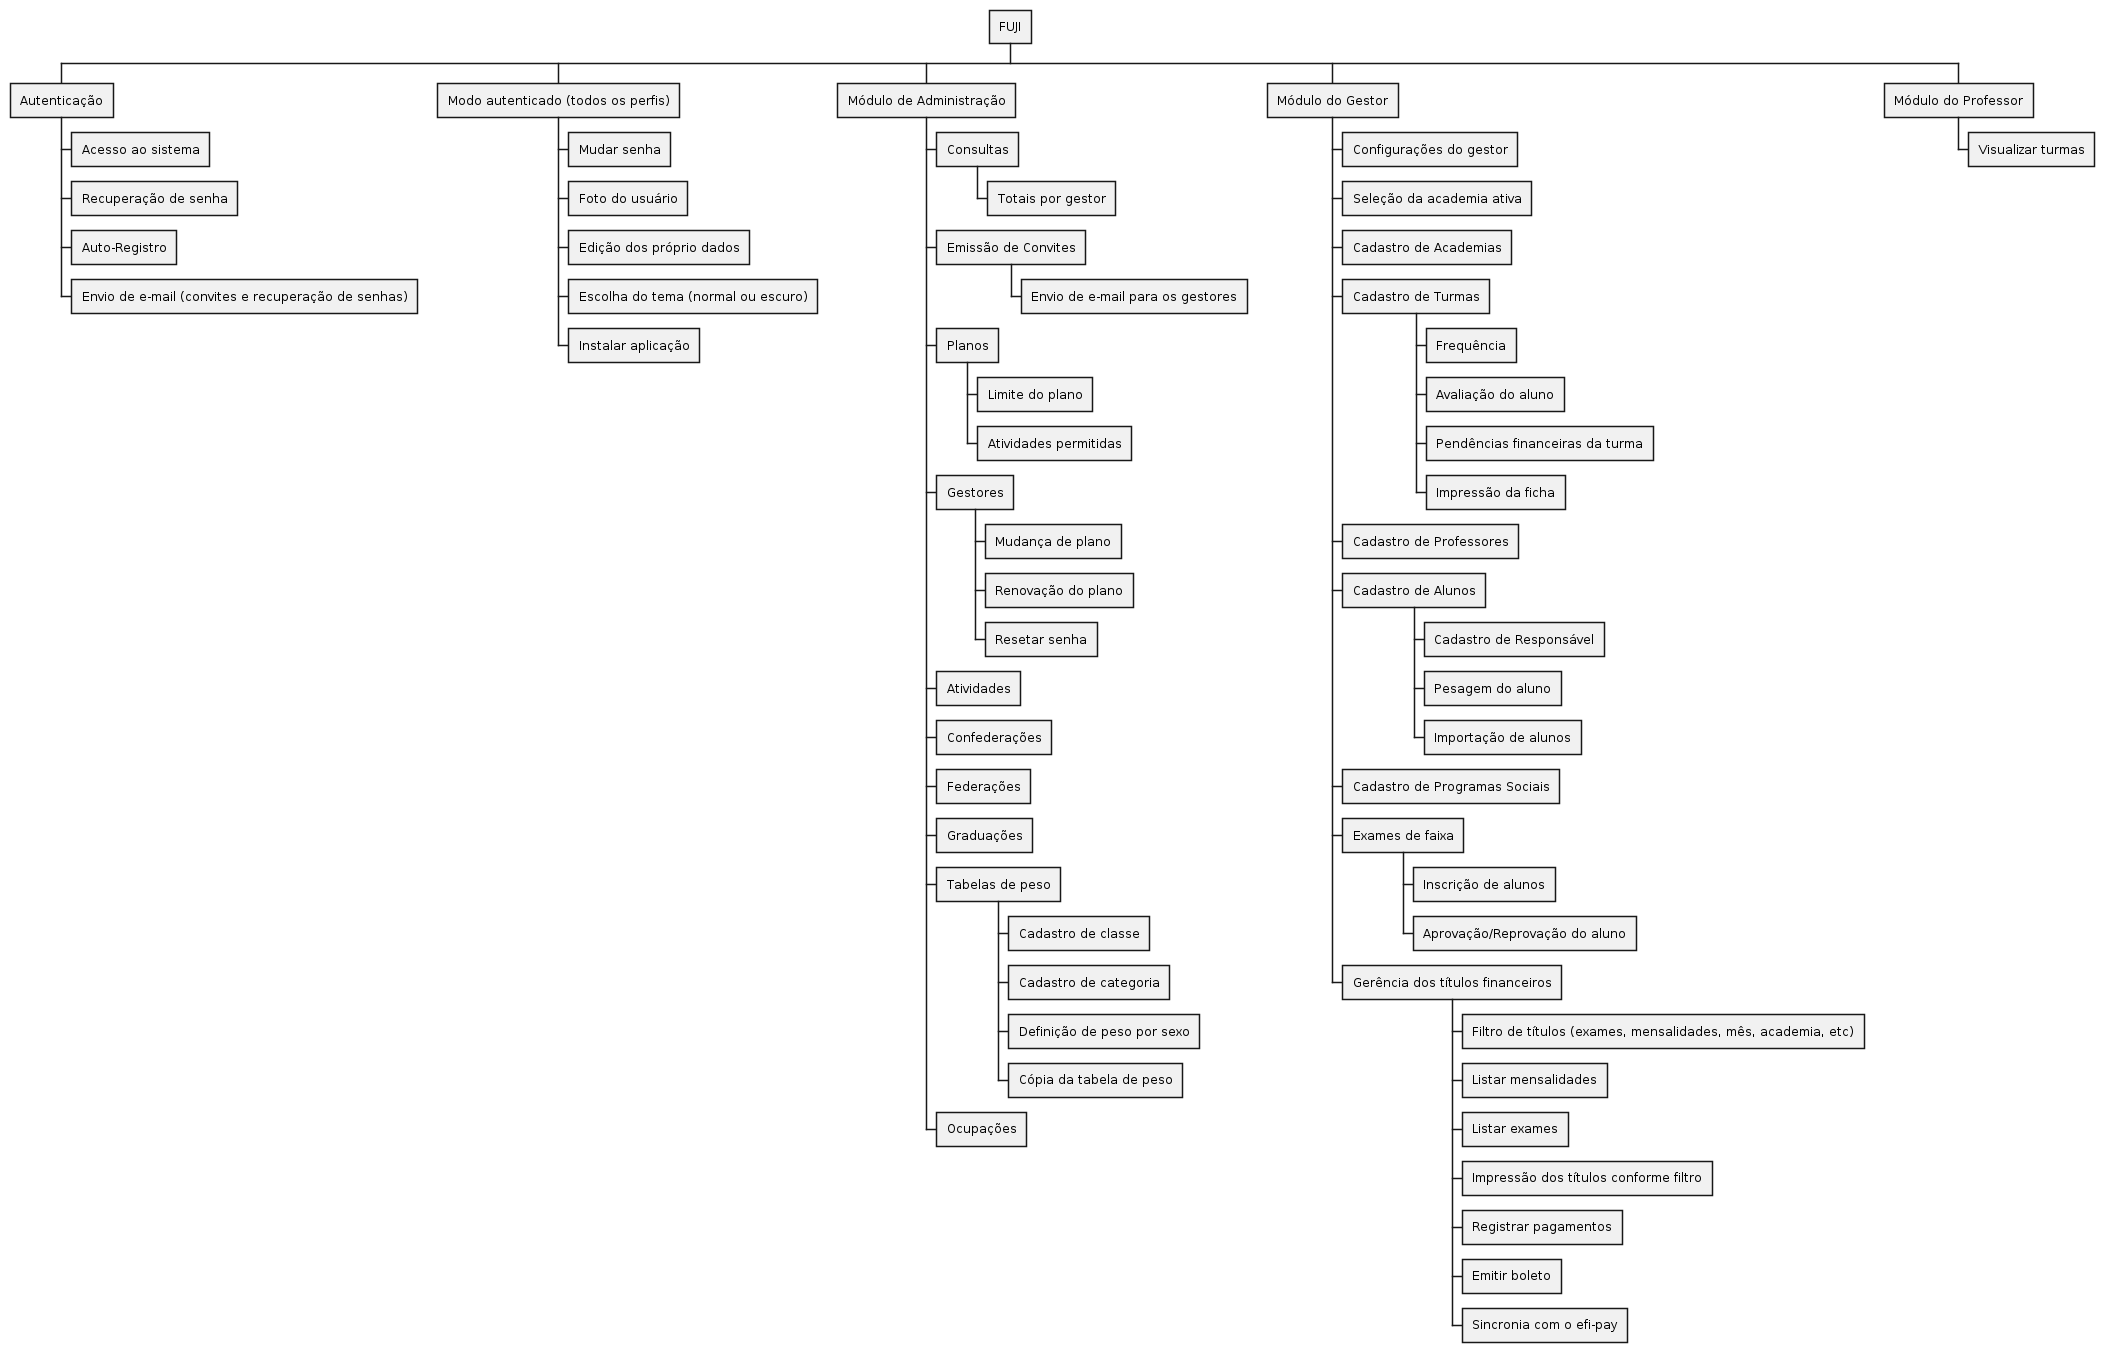 FUJI
Autenticação
Acesso ao sistema
Recuperação de senha
Auto-Registro
Envio de e-mail (convites e recuperação de senhas)
Modo autenticado (todos os perfis)
Mudar senha
Foto do usuário
Edição dos próprio dados
Escolha do tema (normal ou escuro)
Instalar aplicação
Módulo de Administração
Consultas
Totais por gestor
Emissão de Convites
Envio de e-mail para os gestores
Planos
Limite do plano
Atividades permitidas
Gestores
Mudança de plano
Renovação do plano
Resetar senha
Atividades
Confederações
Federações
Graduações
Tabelas de peso
Cadastro de classe
Cadastro de categoria
Definição de peso por sexo
Cópia da tabela de peso
Ocupações
Módulo do Gestor
Configurações do gestor
Seleção da academia ativa
Cadastro de Academias
Cadastro de Turmas
Frequência
Avaliação do aluno
Pendências financeiras da turma
Impressão da ficha
Cadastro de Professores
Cadastro de Alunos
Cadastro de Responsável
Pesagem do aluno
Importação de alunos
Cadastro de Programas Sociais
Exames de faixa
Inscrição de alunos
Aprovação/Reprovação do aluno
Gerência dos títulos financeiros
Filtro de títulos (exames, mensalidades, mês, academia, etc)
Listar mensalidades
Listar exames
Impressão dos títulos conforme filtro
Registrar pagamentos
Emitir boleto
Sincronia com o efi-pay
Módulo do Professor
Visualizar turmas